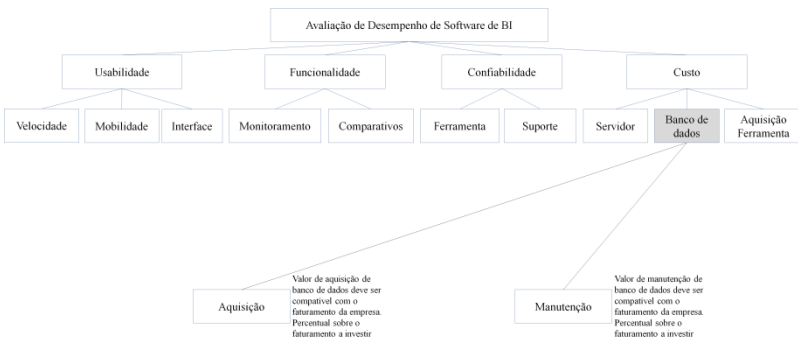 Avaliação de Desempenho de Software de BI
Usabilidade
Funcionalidade
Confiabilidade
Custo
Velocidade
Mobilidade
Interface
Monitoramento
Comparativos
Ferramenta
Suporte
Servidor
Banco de
dados
Aquisição
Ferramenta
Aquisição
Valor de aquisição de
banco de dados deve ser
compatível com o
faturamento da empresa.
Percentual sobre o
faturamento a investir
Manutenção
Valor de manutenção de
banco de dados deve ser
compatível com o
faturamento da empresa.
Percentual sobre o
faturamento a investir